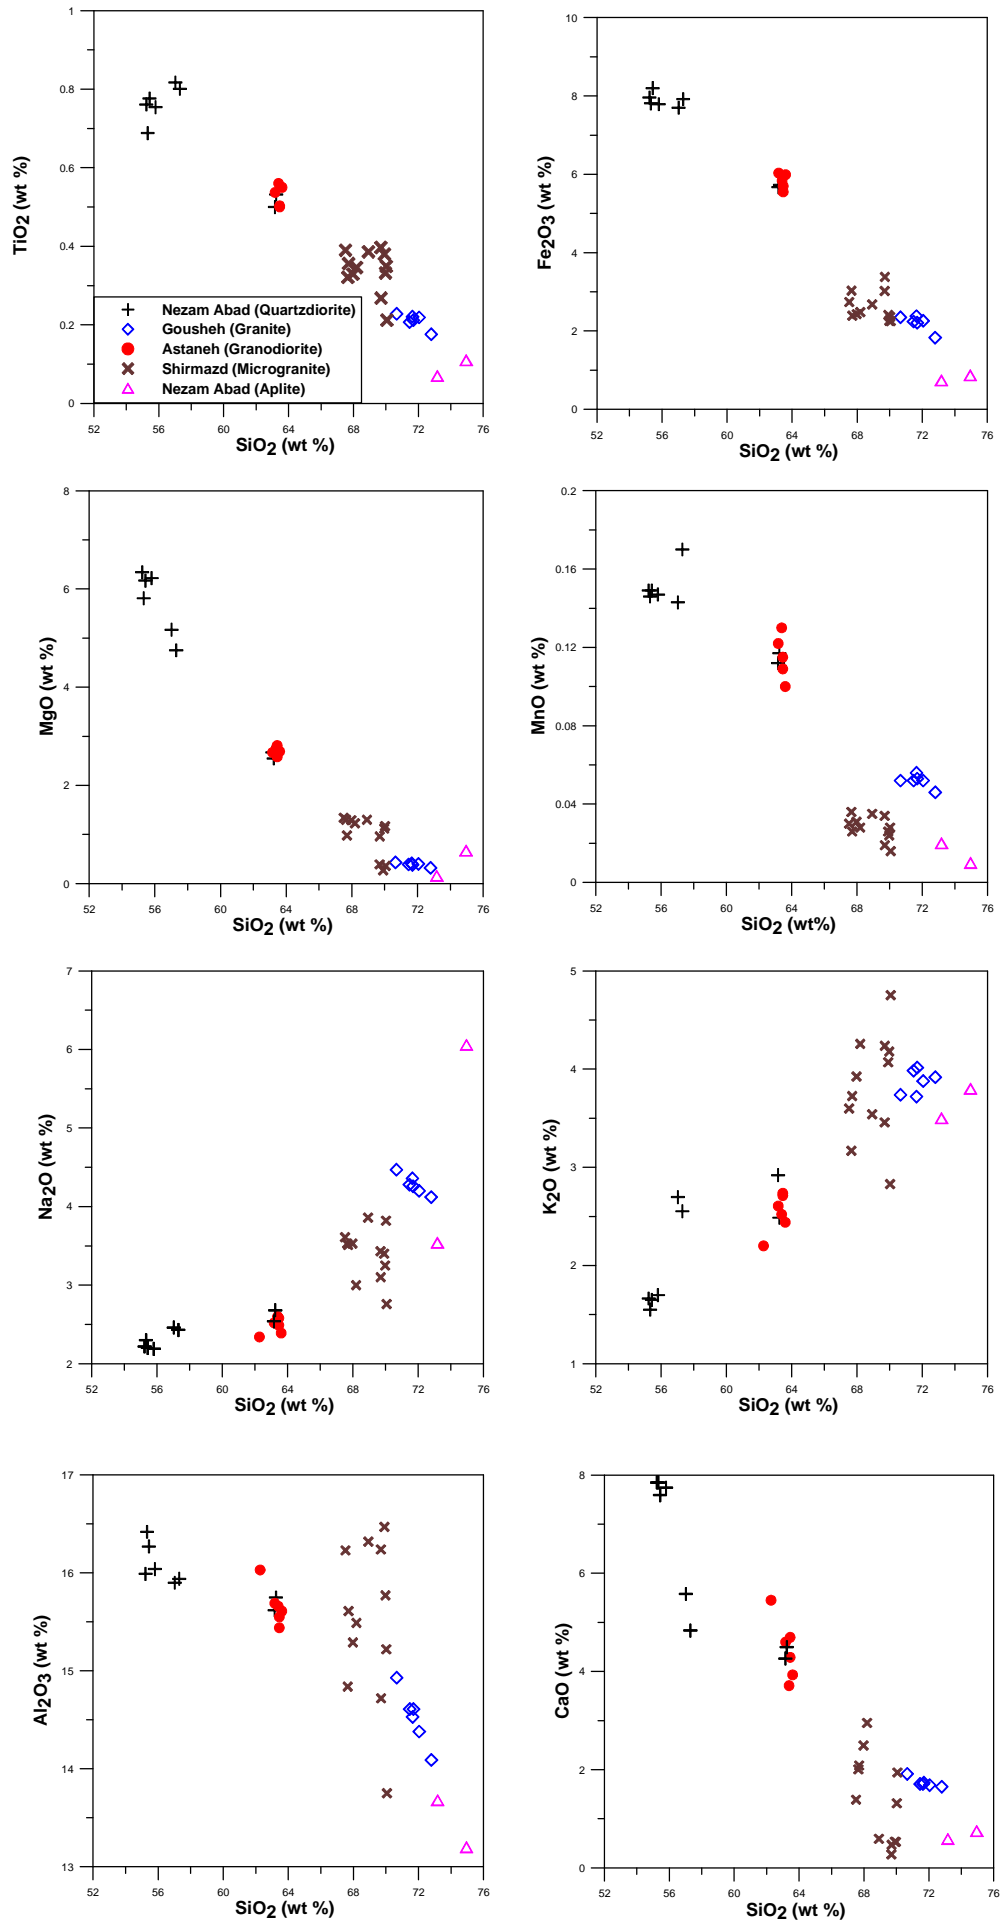 1
0.8
0.6
0.4
0.2
0
TiO2 (wt %)
Nezam Abad (Quartzdiorite)
Gousheh (Granite)
Astaneh (Granodiorite)
Shirmazd (Microgranite)
Nezam Abad (Aplite)
52 56 60 64 68 72 76
SiO2 (wt %)
10
8
6
4
2
0
Fe2O3 (wt %)
52 56 60 64 68 72 76
SiO2 (wt %)
8
6
4
2
0
MgO (wt %)
52 56 60 64 68 72 76
SiO2 (wt %)
0.2
0.16
0.12
0.08
0.04
0
MnO (wt %)
52 56 60 64 68 72 76
SiO2 (wt%)
7
6
5
4
3
2
Na2O (wt %)
52 56 60 64 68 72 76
SiO2 (wt %)
5
4
3
2
1
K2O (wt %)
52 56 60 64 68 72 76
SiO2 (wt %)
17
16
15
14
13
Al2O3 (wt %)
52 56 60 64 68 72 76
SiO2 (wt %)
8
6
4
2
0
CaO (wt %)
52 56 60 64 68 72 76
SiO2 (wt %)